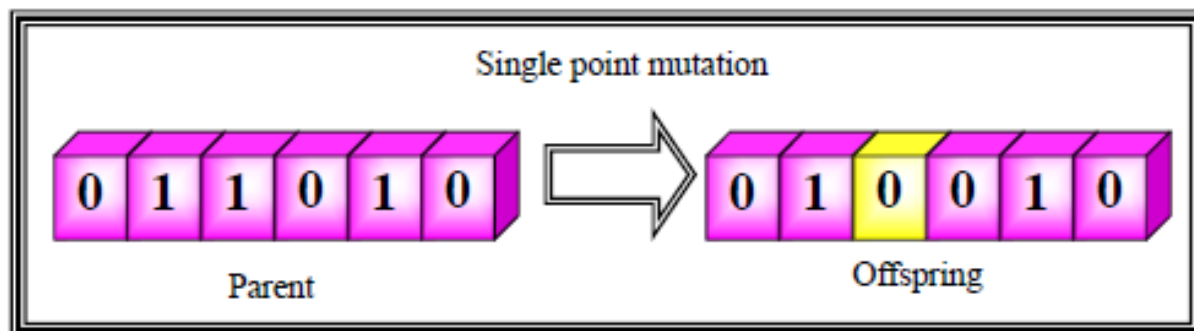 Single point mutation
0 1 1 0 1 0
0 1 0 0 1 0
Parent
Offspring